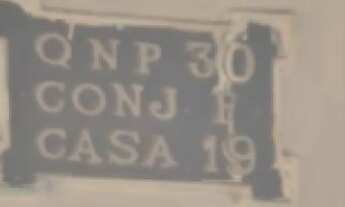 QNP 30
CONJ F
CASA 19